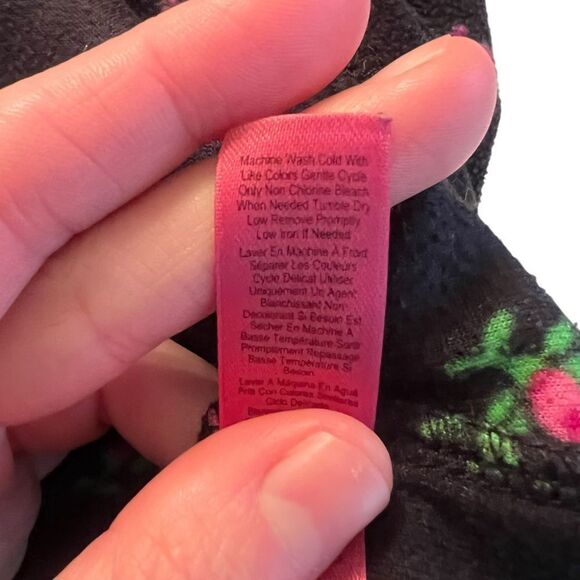 Machine Wash Cold With
Like Colors Gentle Cycle
Only Non Chlorine Bleach
When Needed Tumble Dry
Low Remove Promptly
Low Iron If Needed
Laver En Machine À Froid
Séparer Les Couleurs
Cycle Délicat Utiliser
Uniquement Un Agent
Blanchissant Non-
Décolorant Si Besoin Est
Sécher En Machine À
Basse Température Sortir
Promptement Repassage
Basse Température Si
Besoin
Lavar A Máquina En Agua
Fría Con Colores Similares
Ciclo Delicado